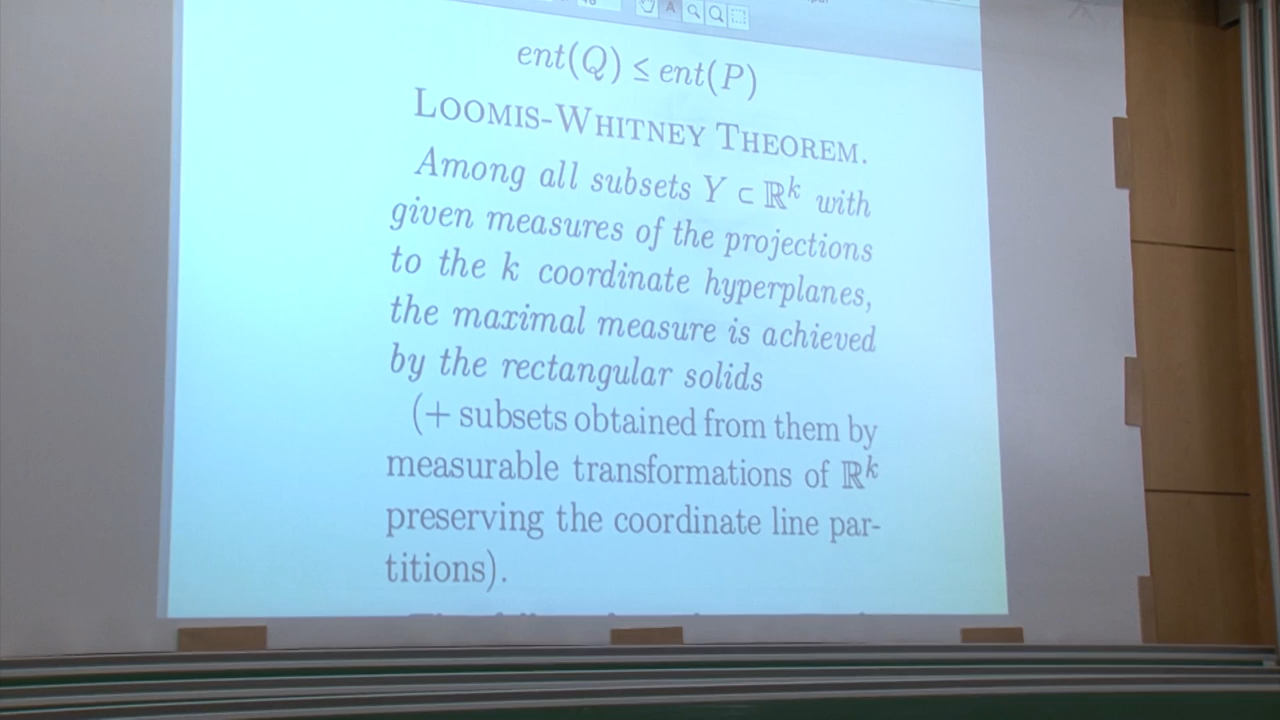 ent(Q) ≤ ent(P)
LOOMIS-WHITNEY THEOREM.
Among all subsets Y ⊂ ℝᵏ with
given measures of the projections
to the k coordinate hyperplanes,
the maximal measure is achieved
by the rectangular solids
(+ subsets obtained from them by
measurable transformations of ℝᵏ
preserving the coordinate line par-
titions).